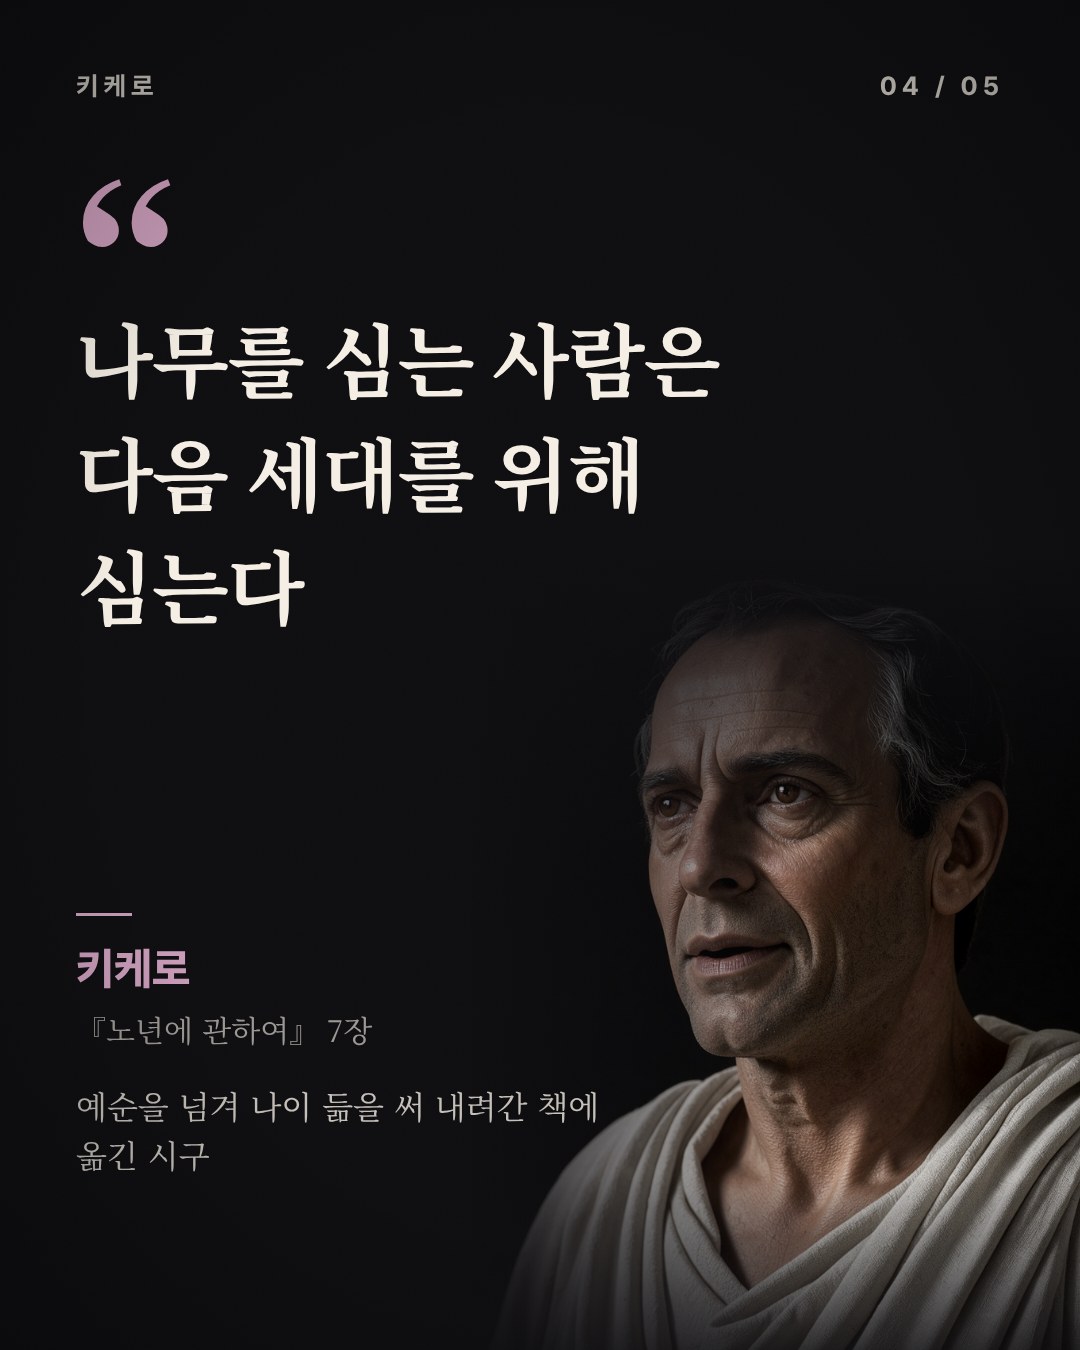 키케로
04 / 05
“
나무를 심는 사람은
다음 세대를 위해
심는다
키케로
『노년에 관하여』 7장
예순을 넘겨 나이 듦을 써 내려간 책에
옮긴 시구